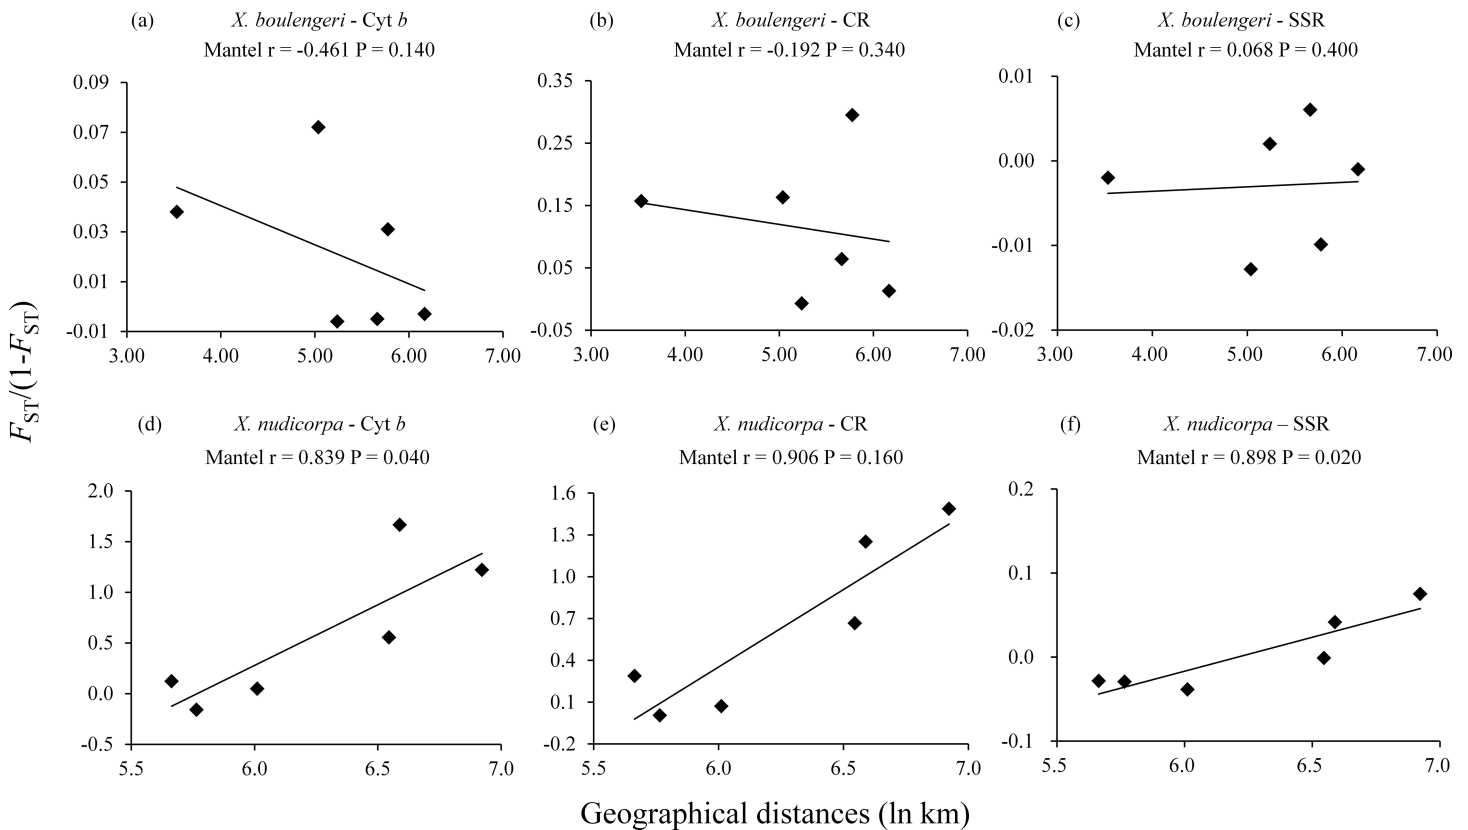 (a) X. boulengeri - Cyt b
Mantel r = -0.461 P = 0.140
0.09
0.07
0.05
0.03
0.01
-0.01
3.00 4.00 5.00 6.00 7.00
(b) X. boulengeri - CR
Mantel r = -0.192 P = 0.340
0.35
0.25
0.15
0.05
-0.05
3.00 4.00 5.00 6.00 7.00
(c) X. boulengeri - SSR
Mantel r = 0.068 P = 0.400
0.01
0.00
-0.01
-0.02
3.00 4.00 5.00 6.00 7.00
FST/(1-FST)
(d) X. nudicorpa - Cyt b
Mantel r = 0.839 P = 0.040
2.0
1.5
1.0
0.5
0.0
-0.5
5.5 6.0 6.5 7.0
(e) X. nudicorpa - CR
Mantel r = 0.906 P = 0.160
1.6
1.3
1.0
0.7
0.4
0.1
-0.2
5.5 6.0 6.5 7.0
(f) X. nudicorpa – SSR
Mantel r = 0.898 P = 0.020
0.2
0.1
0.0
-0.1
5.5 6.0 6.5 7.0
Geographical distances (ln km)